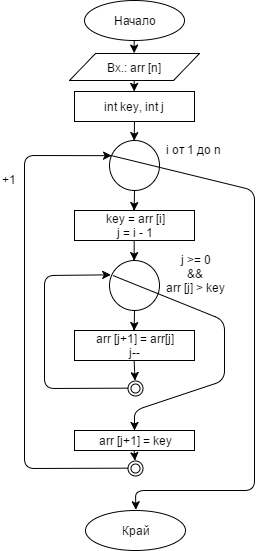 Начало
Вх.: arr [n]
int key, int j
i от 1 до n
+1
key = arr [i]
j = i - 1
j >= 0
&&
arr [j] > key
arr [j+1] = arr[j]
j--
arr [j+1] = key
Край